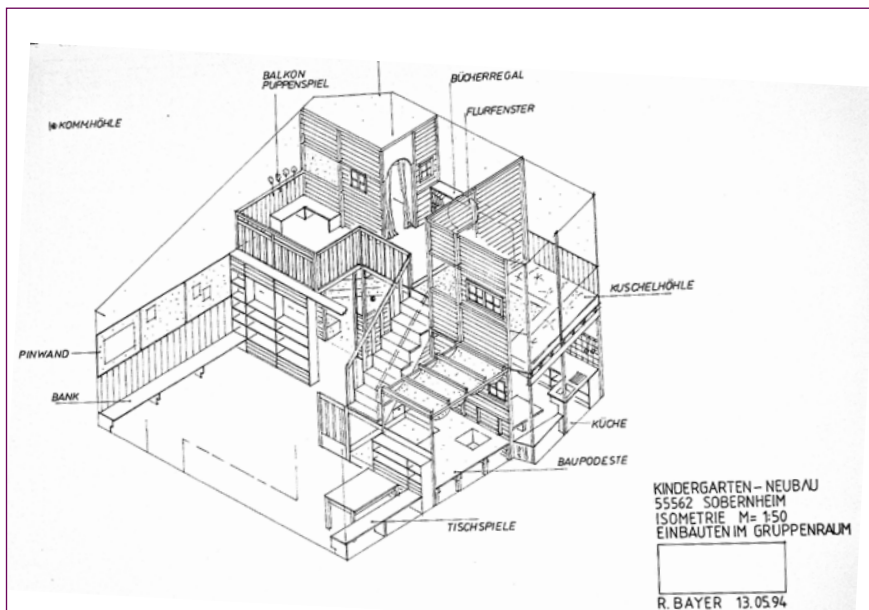 BALKON
PUPPENSPIEL
BÜCHERREGAL
FLURFENSTER
KOMM.HÖHLE
KUSCHELHÖHLE
PINWAND
BANK
KÜCHE
BAUPODESTE
TISCHSPIELE
KINDERGARTEN – NEUBAU
55562 SOBERNHEIM
ISOMETRIE M= 1:50
EINBAUTEN IM GRUPPENRAUM
R. BAYER 13.05.94